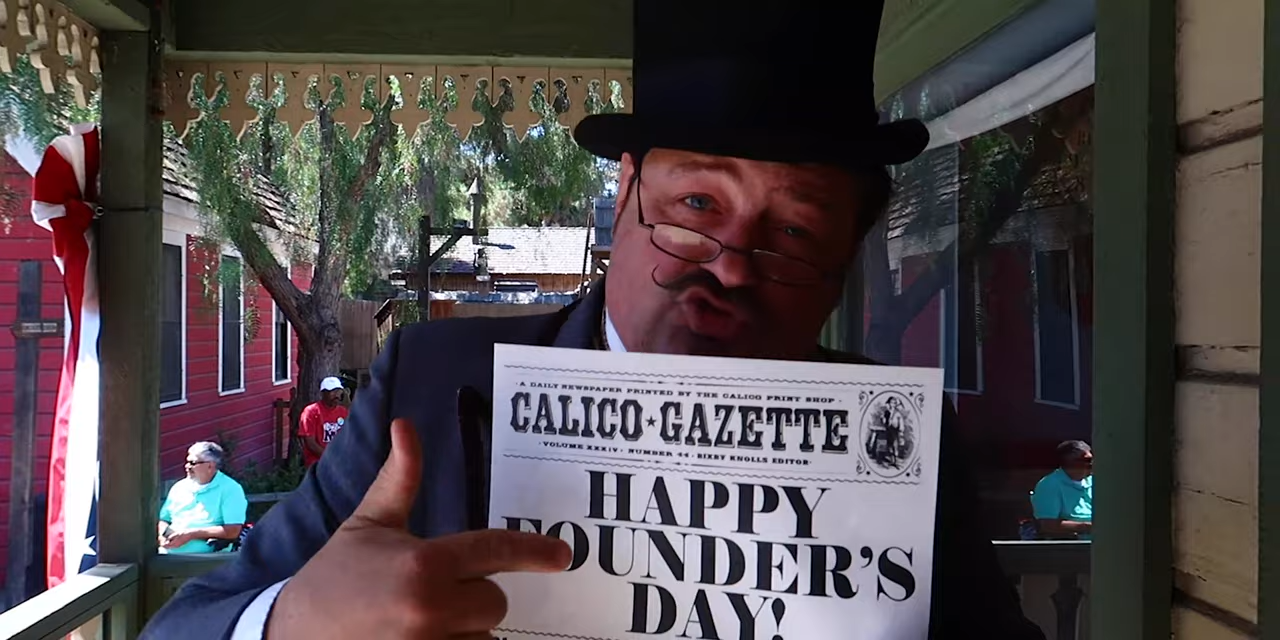 · A DAILY NEWSPAPER PRINTED BY THE CALICO PRINT SHOP ·
CALICO★GAZETTE
· VOLUME XXXIV · NUMBER 44 · BIXBY KNOLLS EDITOR ·
HAPPY
FOUNDER'S
DAY!